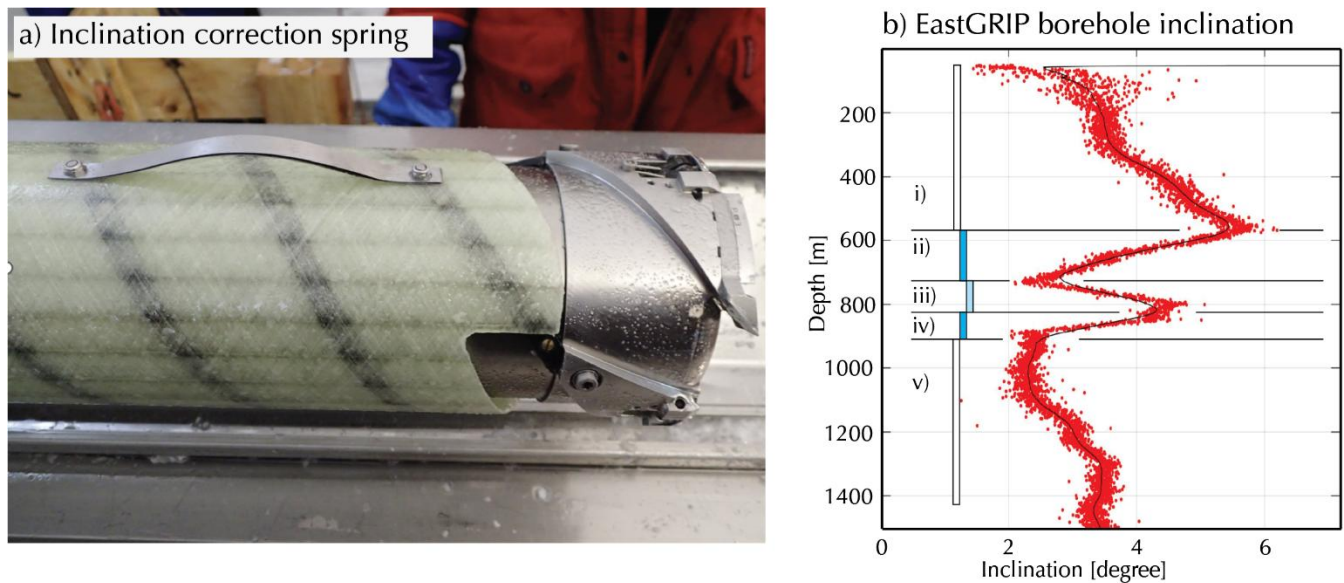 a) Inclination correction spring
b) EastGRIP borehole inclination
200
400
600
800
1000
1200
1400
Depth [m]
i)
ii)
iii)
iv)
v)
0
2
4
6
Inclination [degree]